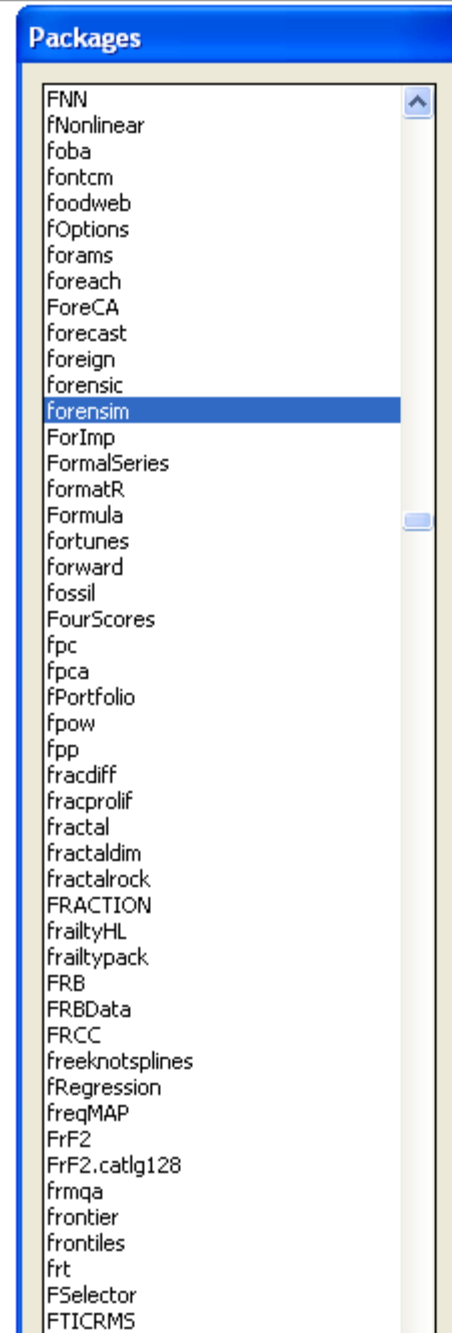 Packages
FNN
fNonlinear
foba
fontcm
foodweb
fOptions
forams
foreach
ForeCA
forecast
foreign
forensic
forensim
ForImp
FormalSeries
formatR
Formula
fortunes
forward
fossil
FourScores
fpc
fpca
fPortfolio
fpow
fpp
fracdiff
fracprolif
fractal
fractaldim
fractalrock
FRACTION
frailtyHL
frailtypack
FRB
FRBData
FRCC
freeknotsplines
fRegression
freqMAP
FrF2
FrF2.catlg128
frmqa
frontier
frontiles
frt
FSelector
FTICRMS